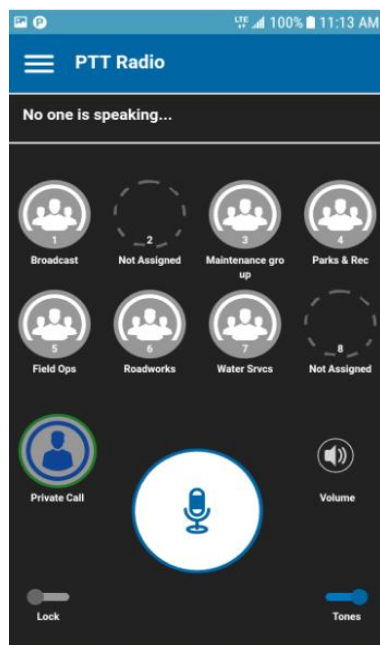 LTE 100% 11:13 AM
PTT Radio
No one is speaking...
1 2 3 4
Broadcast Not Assigned Maintenance gro Parks & Rec
up
5 6 7 8
Field Ops Roadworks Water Srvcs Not Assigned
Private Call Volume
Lock Tones